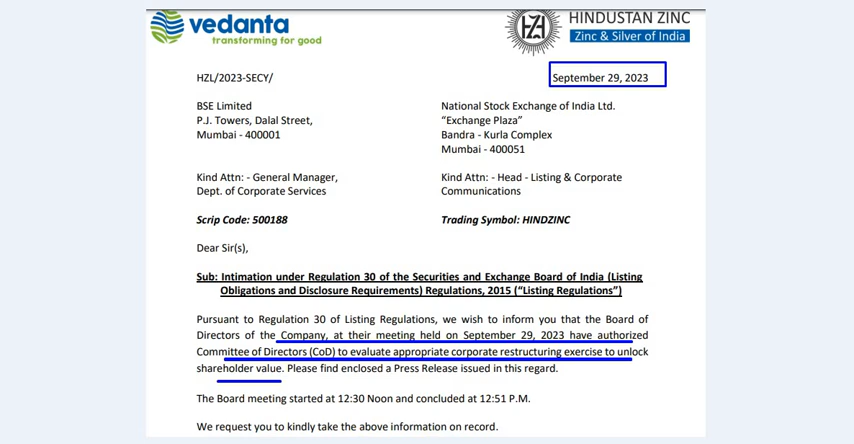 vedanta
transforming for good
HZL
HINDUSTAN ZINC
Zinc & Silver of India
HZL/2023-SECY/
September 29, 2023
BSE Limited
P.J. Towers, Dalal Street,
Mumbai - 400001
National Stock Exchange of India Ltd.
“Exchange Plaza”
Bandra - Kurla Complex
Mumbai - 400051
Kind Attn: - General Manager,
Dept. of Corporate Services
Kind Attn: - Head - Listing & Corporate
Communications
Scrip Code: 500188
Trading Symbol: HINDZINC
Dear Sir(s),
Sub: Intimation under Regulation 30 of the Securities and Exchange Board of India (Listing
Obligations and Disclosure Requirements) Regulations, 2015 (“Listing Regulations”)
Pursuant to Regulation 30 of Listing Regulations, we wish to inform you that the Board of
Directors of the Company, at their meeting held on September 29, 2023 have authorized
Committee of Directors (CoD) to evaluate appropriate corporate restructuring exercise to unlock
shareholder value. Please find enclosed a Press Release issued in this regard.
The Board meeting started at 12:30 Noon and concluded at 12:51 P.M.
We request you to kindly take the above information on record.